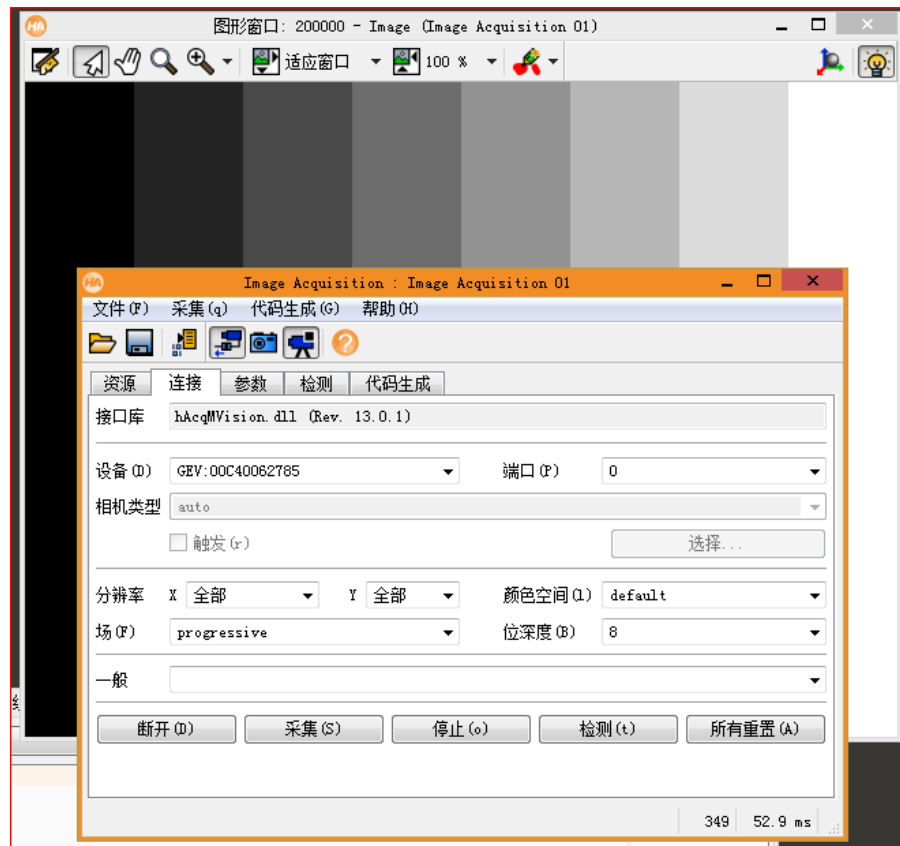 图形窗口: 200000 - Image (Image Acquisition 01)
适应窗口 100 %
Image Acquisition : Image Acquisition 01
文件(F) 采集(q) 代码生成(G) 帮助(H)
资源 连接 参数 检测 代码生成
接口库 hAcqMVision.dll (Rev. 13.0.1)
设备(D) GEV:00C40062785 端口(P) 0
相机类型 auto
触发(r) 选择...
分辨率 X 全部 Y 全部 颜色空间(l) default
场(F) progressive 位深度(B) 8
一般
断开(D) 采集(S) 停止(o) 检测(t) 所有重置(A)
349 52.9 ms